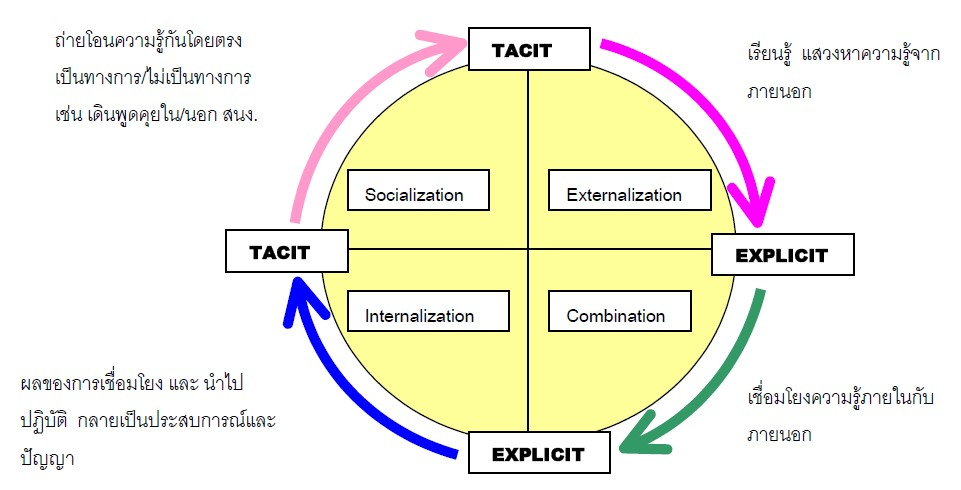 ถ่ายโอนความรู้กันโดยตรง
เป็นทางการ/ไม่เป็นทางการ
เช่น เดินพูดคุยใน/นอก สนง.
TACIT
เรียนรู้ แสวงหาความรู้จาก
ภายนอก
Socialization
Externalization
TACIT
EXPLICIT
Internalization
Combination
ผลของการเชื่อมโยง และ นำไป
ปฏิบัติ กลายเป็นประสบการณ์และ
ปัญญา
EXPLICIT
เชื่อมโยงความรู้ภายในกับ
ภายนอก